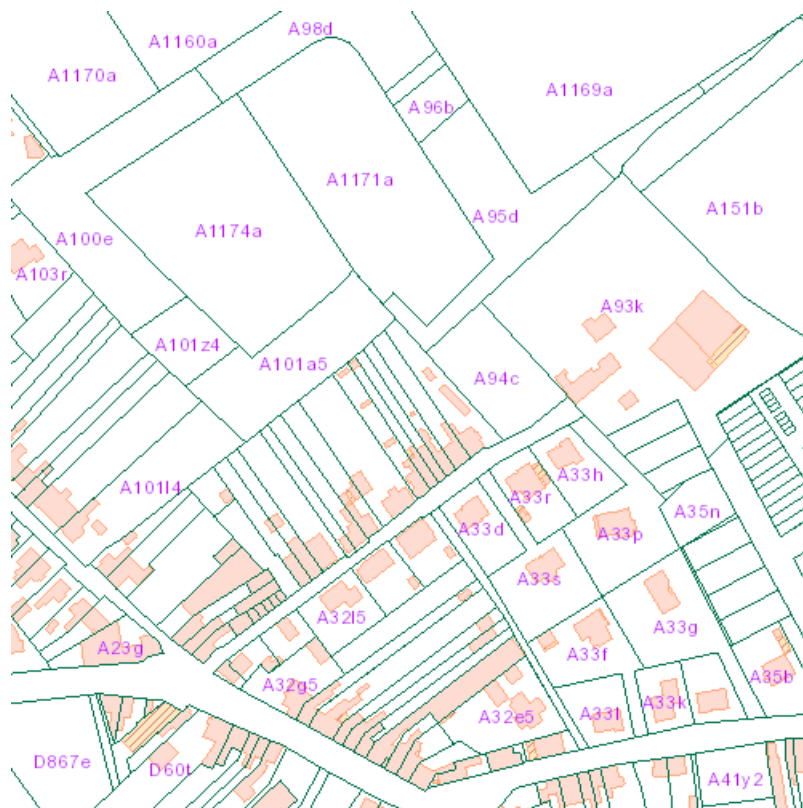 A98d
A1160a
A1170a
A1169a
A96b
A1171a
A95d
A151b
A1174a
A100e
A103r
A93k
A101z4
A101a5
A94c
A101l4
A33h
A33r
A35n
A33d
A33p
A33s
A32l5
A33g
A23g
A33f
A35b
A32g5
A33k
A32e5
A33l
D867e
D60t
A41y2